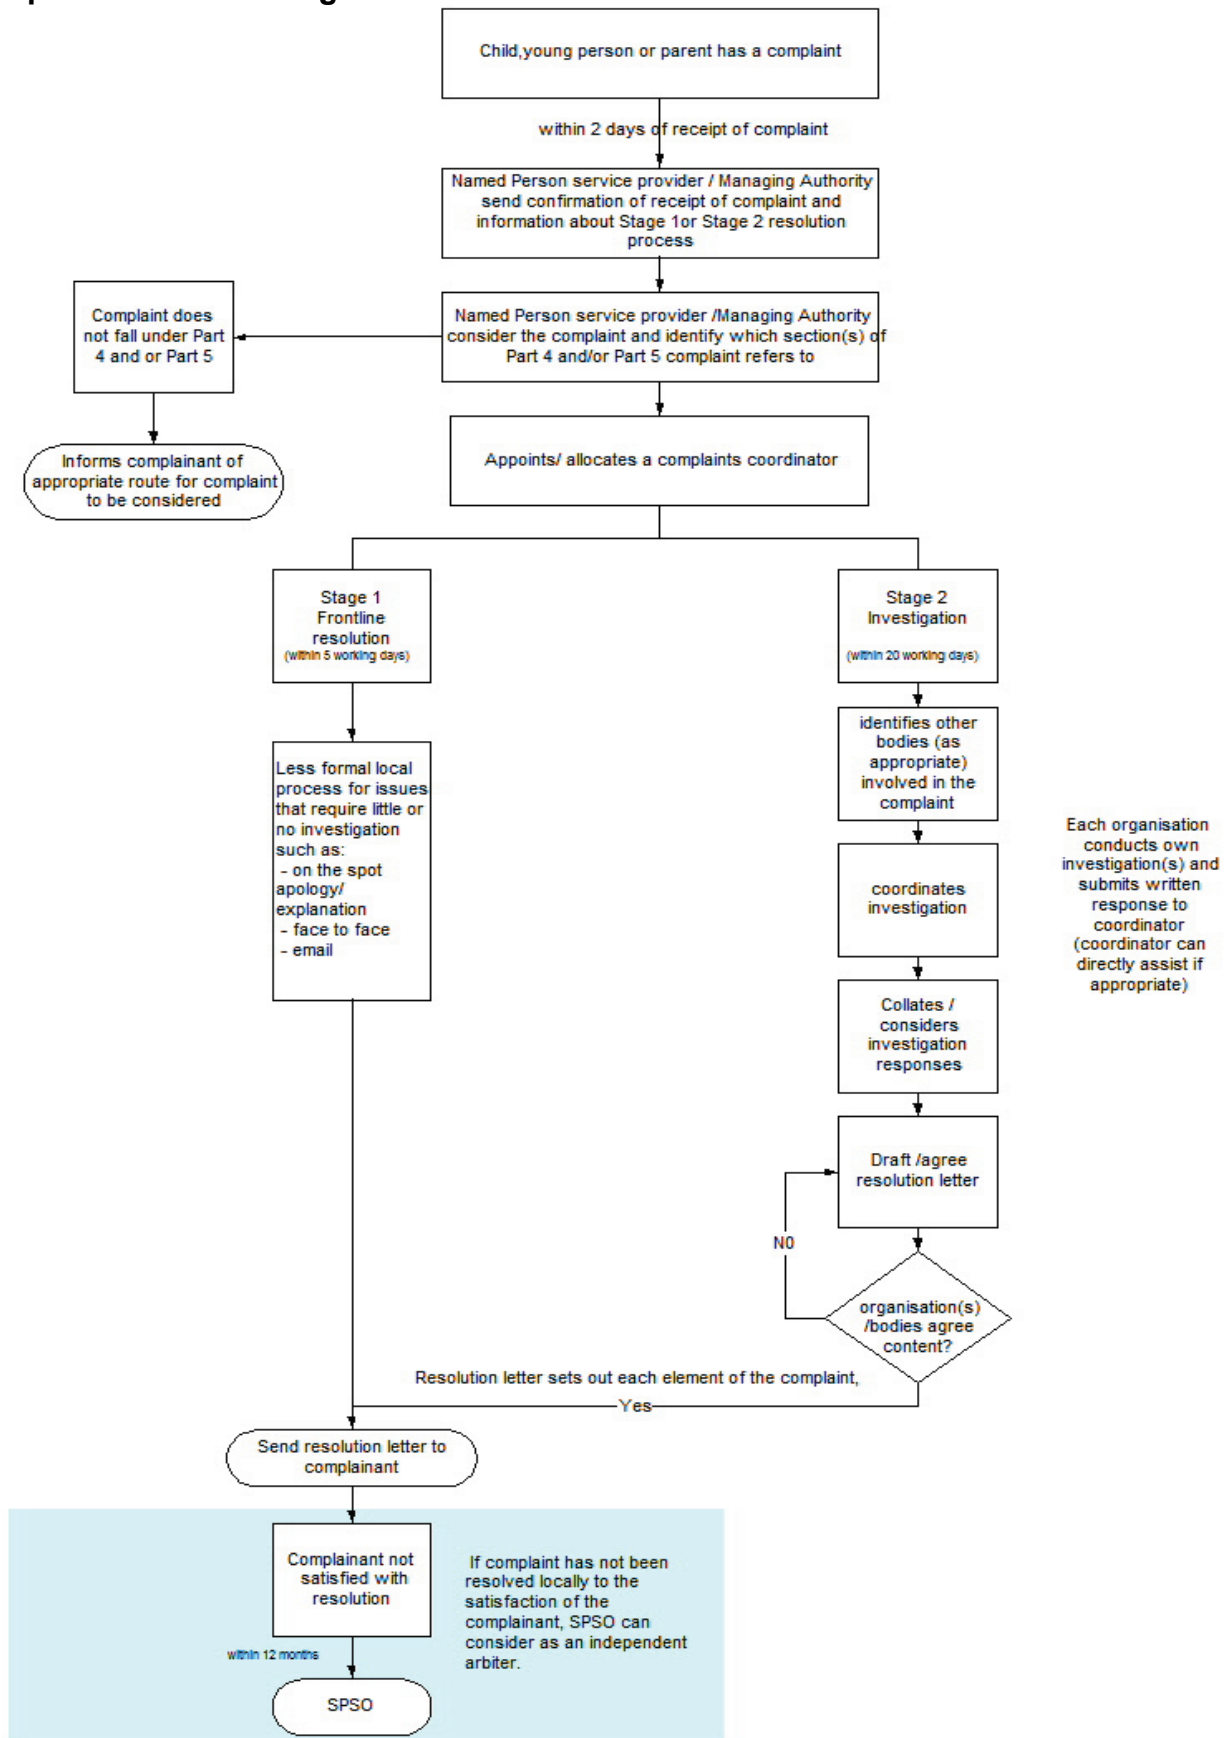 Child,young person or parent has a complaint
within 2 days of receipt of complaint
Named Person service provider / Managing Authority
send confirmation of receipt of complaint and
information about Stage 1or Stage 2 resolution
process
Complaint does
not fall under Part
4 and or Part 5
Named Person service provider /Managing Authority
consider the complaint and identify which section(s) of
Part 4 and/or Part 5 complaint refers to
Informs complainant of
appropriate route for complaint
to be considered
Appoints/ allocates a complaints coordinator
Stage 1
Frontline
resolution
(within 5 working days)
Stage 2
Investigation
(within 20 working days)
Less formal local
process for issues
that require little or
no investigation
such as:
- on the spot
apology/
explanation
- face to face
- email
identifies other
bodies (as
appropriate)
involved in the
complaint
coordinates
investigation
Each organisation
conducts own
investigation(s) and
submits written
response to
coordinator
(coordinator can
directly assist if
appropriate)
Collates /
considers
investigation
responses
Draft /agree
resolution letter
N0
organisation(s)
/bodies agree
content?
Resolution letter sets out each element of the complaint,
Yes
Send resolution letter to
complainant
Complainant not
satisfied with
resolution
If complaint has not been
resolved locally to the
satisfaction of the
complainant, SPSO can
consider as an independent
arbiter.
within 12 months
SPSO